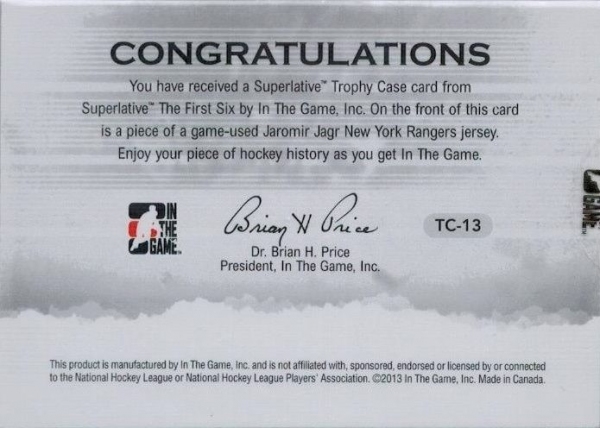 CONGRATULATIONS
You have received a Superlative™ Trophy Case card from
Superlative™ The First Six by In The Game, Inc. On the front of this card
is a piece of a game-used Jaromir Jagr New York Rangers jersey.
Enjoy your piece of hockey history as you get In The Game.
IN
THE
GAME
Brian H Price
TC-13
Dr. Brian H. Price
President, In The Game, Inc.
IN
THE
GAME
This product is manufactured by In The Game, Inc. and is not affiliated with, sponsored, endorsed or licensed by or connected
to the National Hockey League or National Hockey League Players' Association. ©2013 In The Game, Inc. Made in Canada.